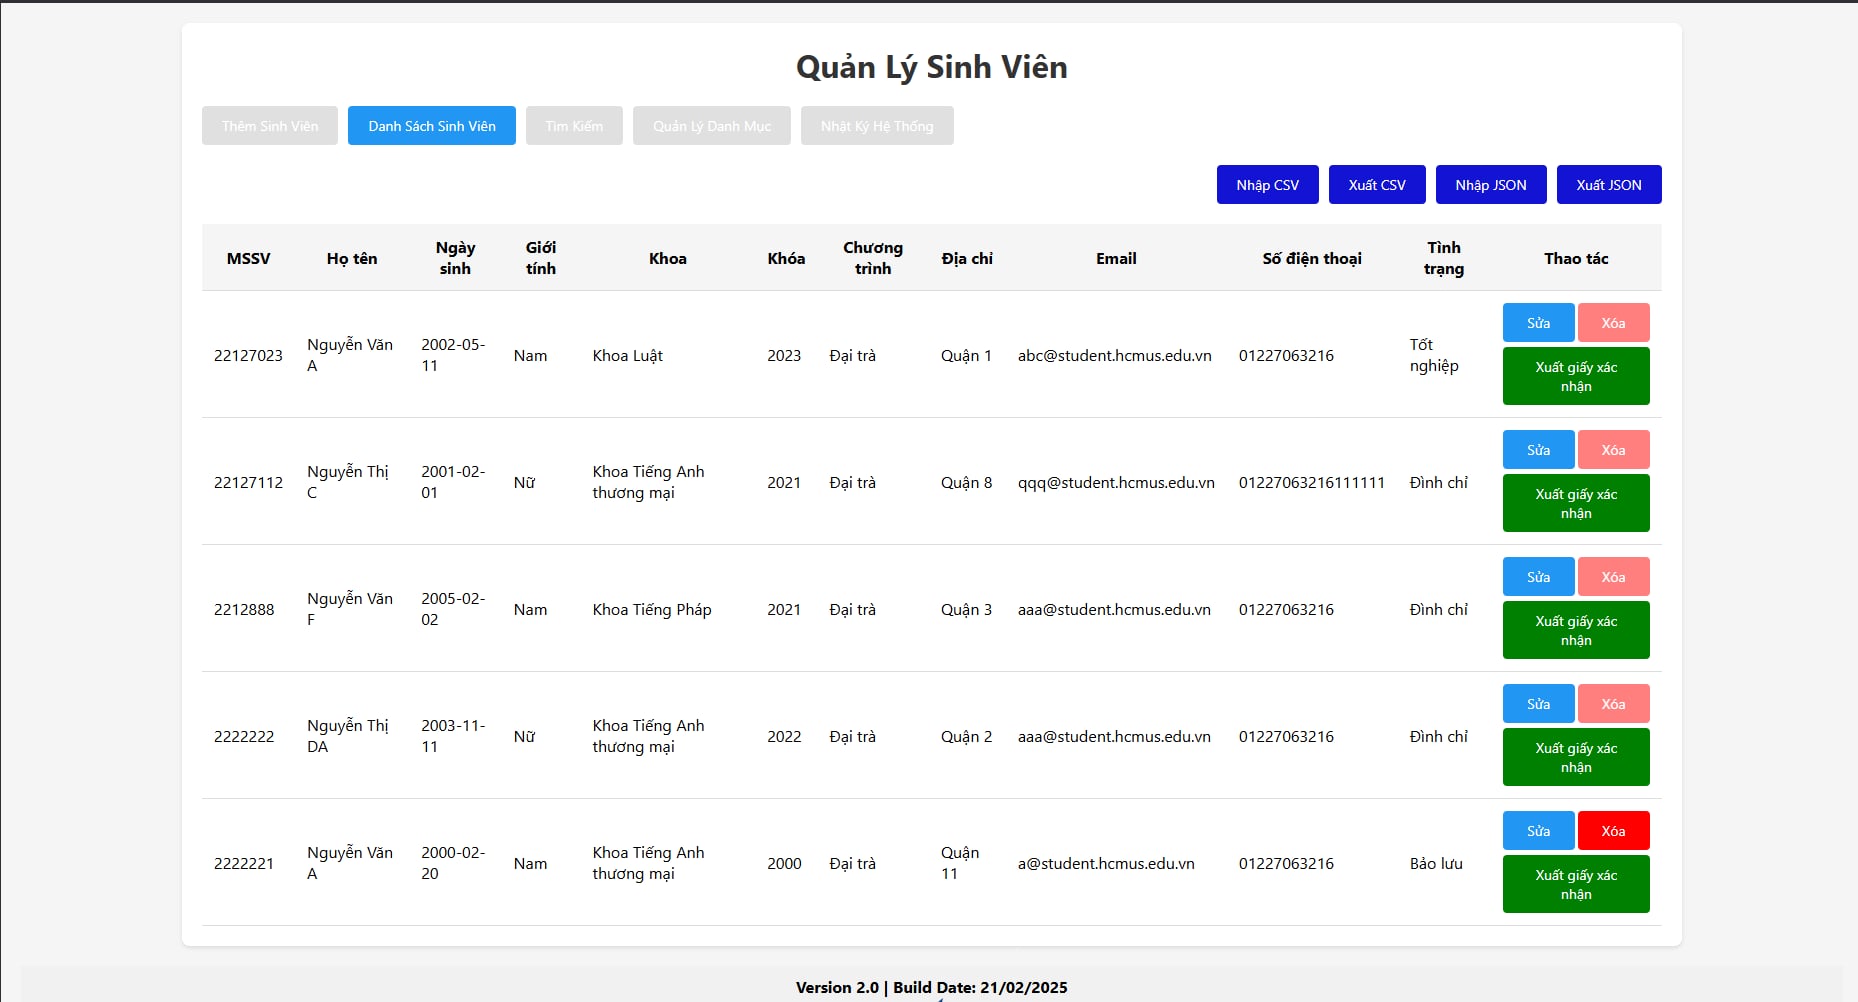 Quản Lý Sinh Viên
Thêm Sinh Viên Danh Sách Sinh Viên Tìm Kiếm Quản Lý Danh Mục Nhật Ký Hệ Thống
Nhập CSV Xuất CSV Nhập JSON Xuất JSON
MSSV Họ tên Ngày sinh Giới tính Khoa Khóa Chương trình Địa chỉ Email Số điện thoại Tình trạng Thao tác
22127023 Nguyễn Văn A 2002-05-11 Nam Khoa Luật 2023 Đại trà Quận 1 abc@student.hcmus.edu.vn 01227063216 Tốt nghiệp Sửa Xóa Xuất giấy xác nhận
22127112 Nguyễn Thị C 2001-02-01 Nữ Khoa Tiếng Anh thương mại 2021 Đại trà Quận 8 qqq@student.hcmus.edu.vn 01227063216111111 Đình chỉ Sửa Xóa Xuất giấy xác nhận
2212888 Nguyễn Văn F 2005-02-02 Nam Khoa Tiếng Pháp 2021 Đại trà Quận 3 aaa@student.hcmus.edu.vn 01227063216 Đình chỉ Sửa Xóa Xuất giấy xác nhận
2222222 Nguyễn Thị DA 2003-11-11 Nữ Khoa Tiếng Anh thương mại 2022 Đại trà Quận 2 aaa@student.hcmus.edu.vn 01227063216 Đình chỉ Sửa Xóa Xuất giấy xác nhận
2222221 Nguyễn Văn A 2000-02-20 Nam Khoa Tiếng Anh thương mại 2000 Đại trà Quận 11 a@student.hcmus.edu.vn 01227063216 Bảo lưu Sửa Xóa Xuất giấy xác nhận
Version 2.0 | Build Date: 21/02/2025